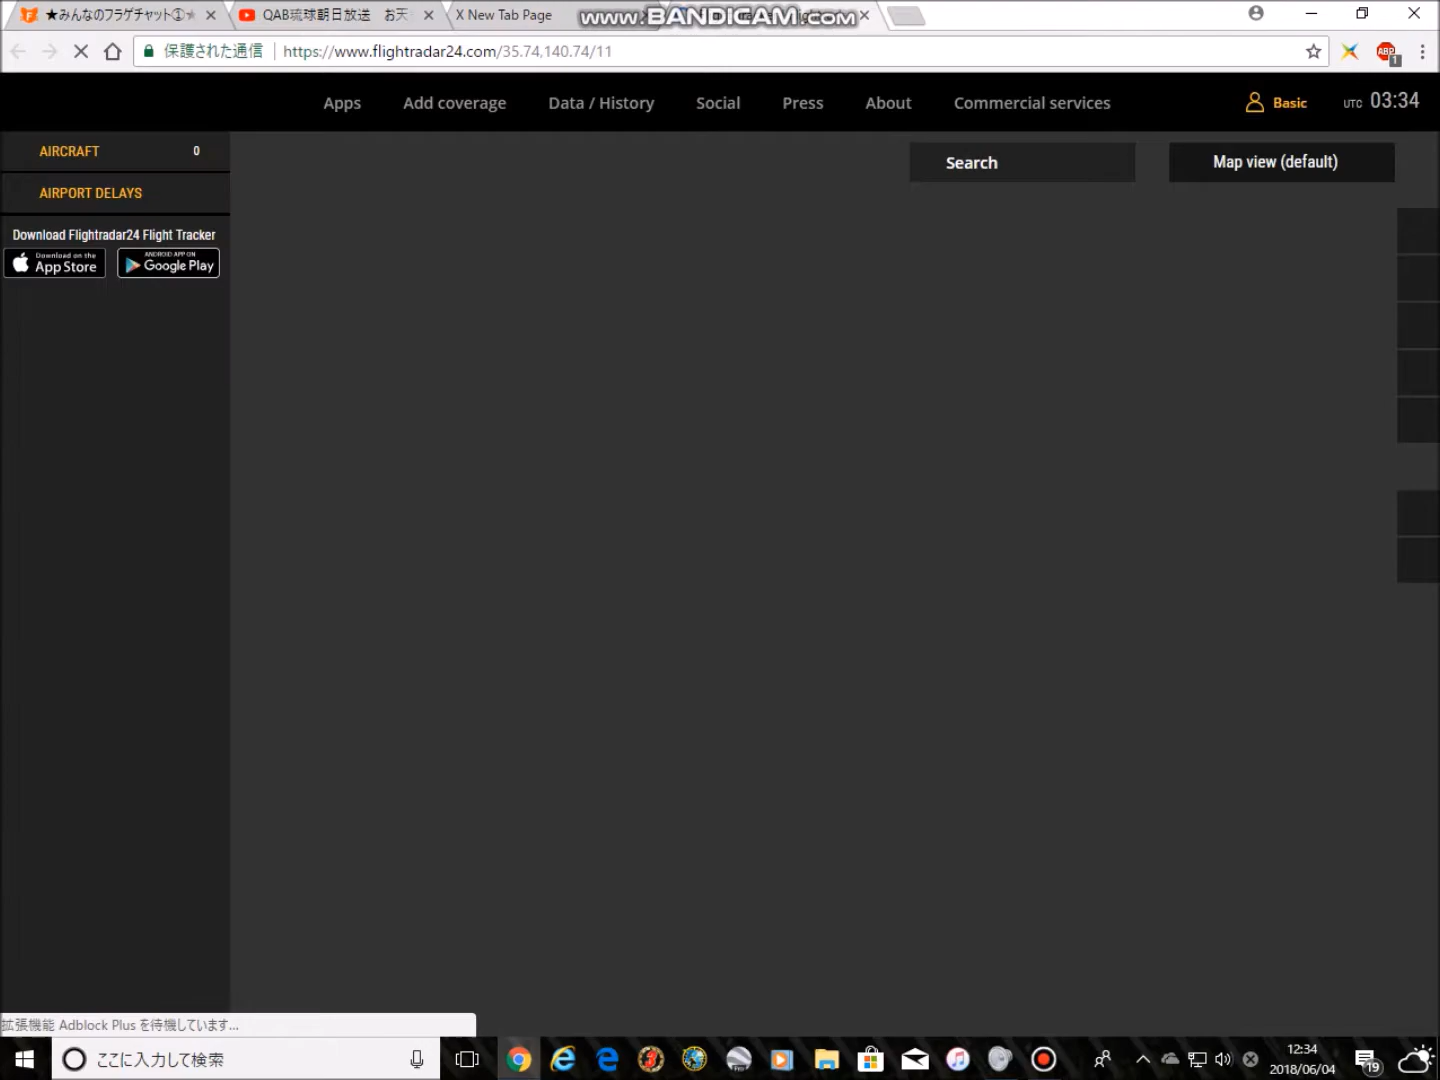 ★みんなのフラゲチャット①★
QAB琉球朝日放送 お天
X New Tab Page
www.BANDICAM.com
保護された通信
https://www.flightradar24.com/35.74,140.74/11
ABP
1
Apps
Add coverage
Data / History
Social
Press
About
Commercial services
Basic
UTC 03:34
AIRCRAFT 0
Search
Map view (default)
AIRPORT DELAYS
Download Flightradar24 Flight Tracker
Download on the
App Store
ANDROID APP ON
Google Play
拡張機能 Adblock Plus を待機しています...
ここに入力して検索
12:34
2018/06/04
19